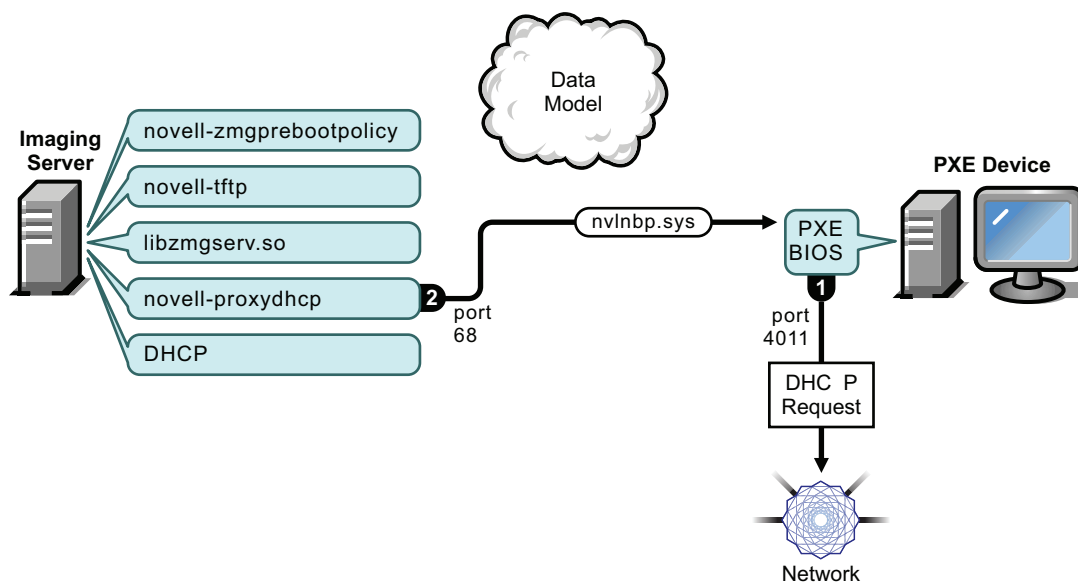 Data
Model
Imaging
Server
novell-zmgprebootpolicy
novell-tftp
libzmgserv.so
novell-proxydhcp
DHCP
2
port
68
nvlnbp.sys
PXE
BIOS
PXE Device
1
port
4011
DHC P
Request
Network